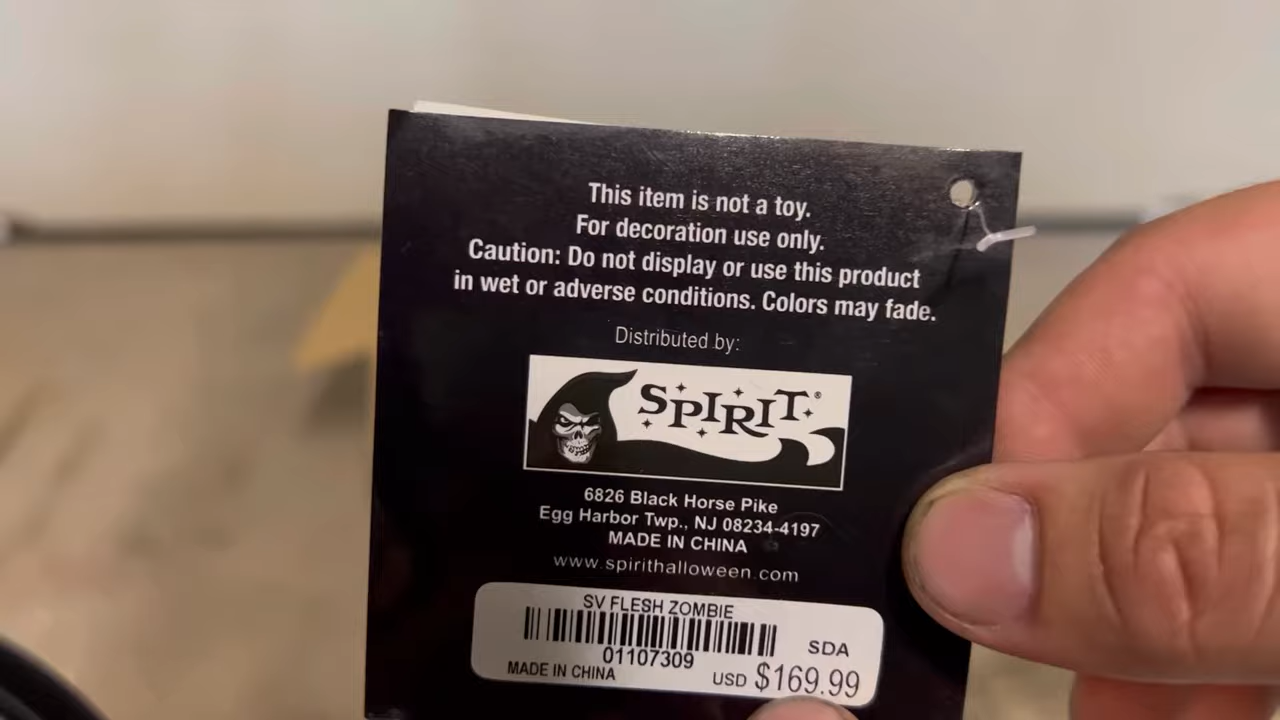 This item is not a toy.
For decoration use only.
Caution: Do not display or use this product
in wet or adverse conditions. Colors may fade.
Distributed by:
SPIRIT®
6826 Black Horse Pike
Egg Harbor Twp., NJ 08234-4197
MADE IN CHINA
www.spirithalloween.com
SV FLESH ZOMBIE
SDA
01107309
MADE IN CHINA USD $169.99